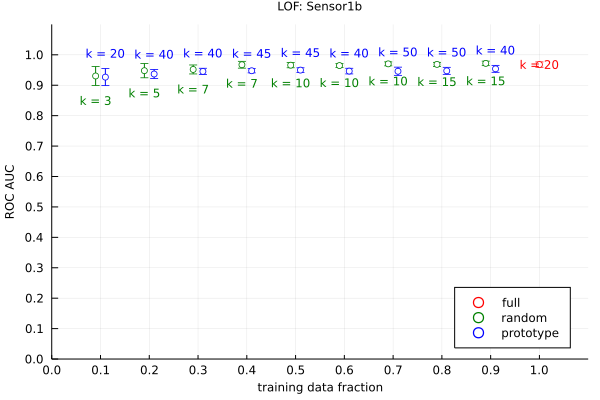 LOF: Sensor1b
k = 20 k = 40 k = 40 k = 45 k = 45 k = 40 k = 50 k = 50 k = 40
k = 20
k = 3 k = 5 k = 7 k = 7 k = 10 k = 10 k = 10 k = 15 k = 15
ROC AUC
1.0
0.9
0.8
0.7
0.6
0.5
0.4
0.3
0.2
0.1
0.0
full
random
prototype
0.0 0.1 0.2 0.3 0.4 0.5 0.6 0.7 0.8 0.9 1.0
training data fraction